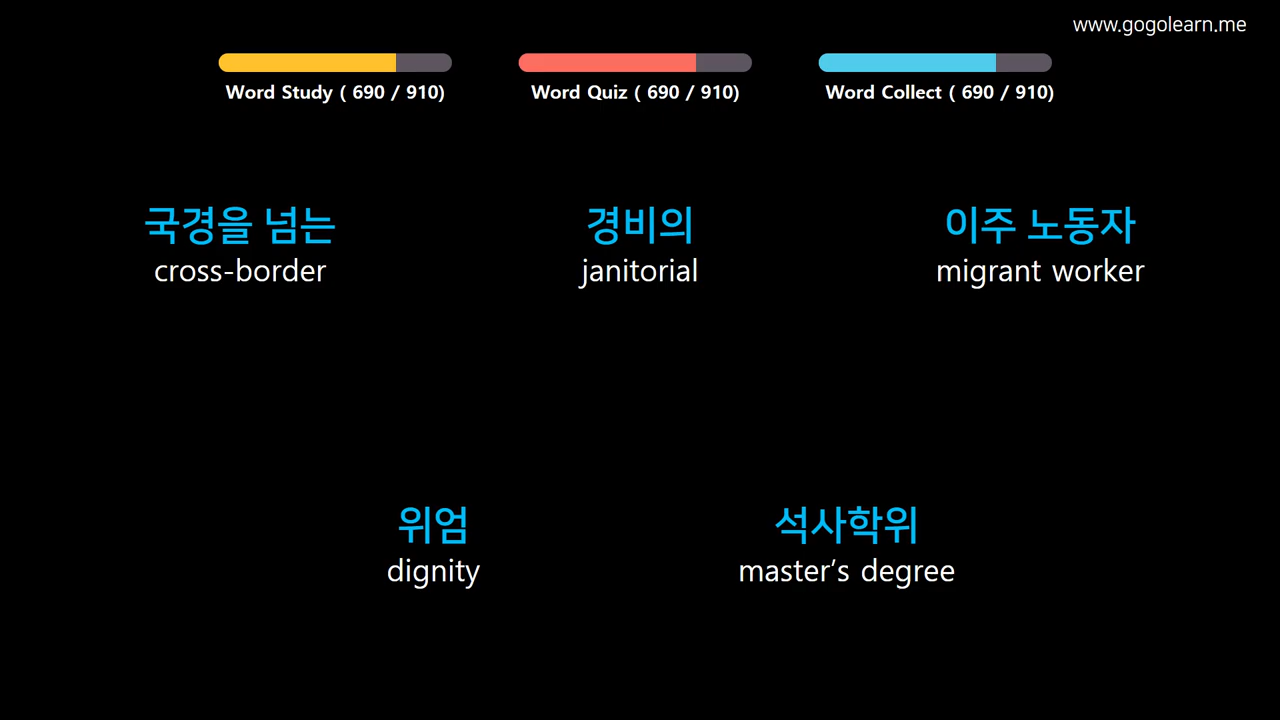 www.gogolearn.me
Word Study ( 690 / 910)
Word Quiz ( 690 / 910)
Word Collect ( 690 / 910)
국경을 넘는
cross-border
경비의
janitorial
이주 노동자
migrant worker
위엄
dignity
석사학위
master’s degree